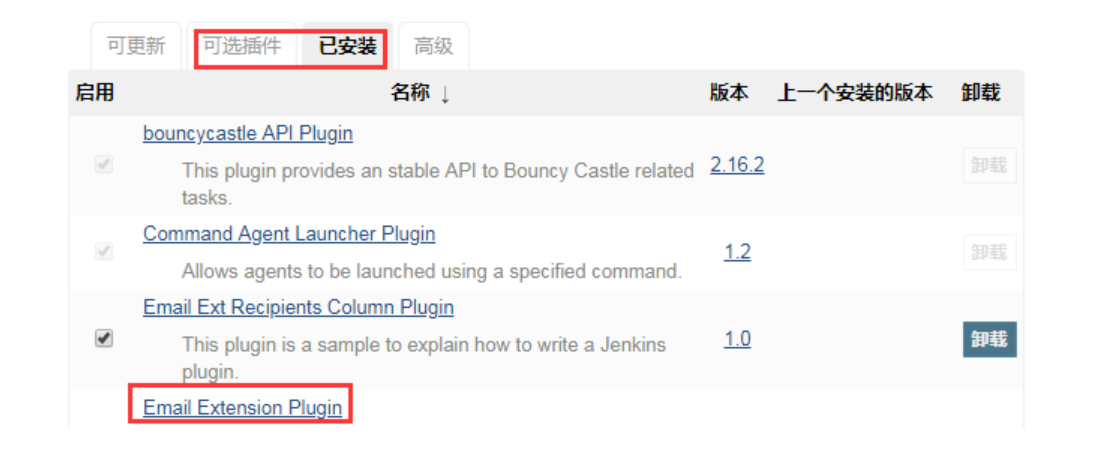 可更新 可选插件 已安装 高级
启用 名称 ↓ 版本 上一个安装的版本 卸载
bouncycastle API Plugin
This plugin provides an stable API to Bouncy Castle related
tasks.
2.16.2 卸载
Command Agent Launcher Plugin
Allows agents to be launched using a specified command.
1.2 卸载
Email Ext Recipients Column Plugin
This plugin is a sample to explain how to write a Jenkins
plugin.
1.0 卸载
Email Extension Plugin